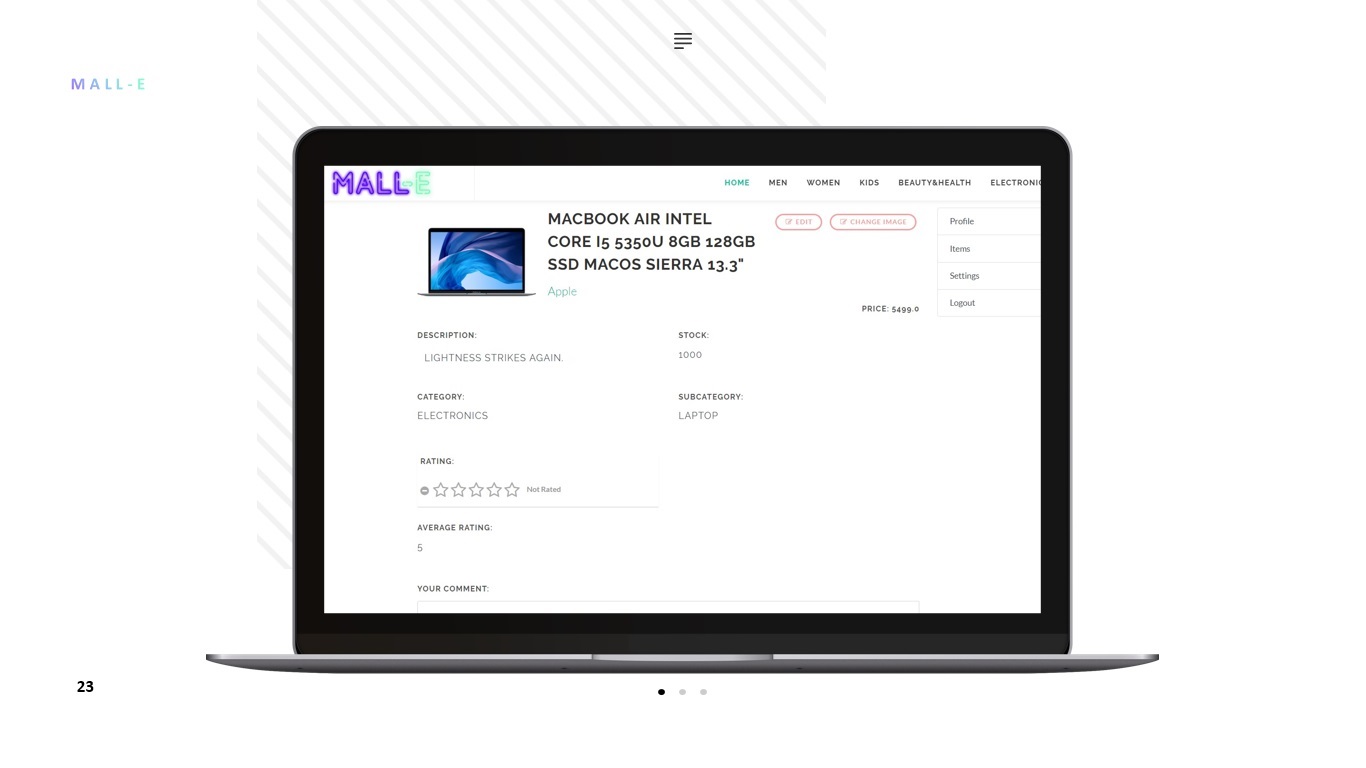 MALL-E
MALL-E
HOME MEN WOMEN KIDS BEAUTY&HEALTH ELECTRONIC
MACBOOK AIR INTEL
CORE I5 5350U 8GB 128GB
SSD MACOS SIERRA 13.3"
EDIT CHANGE IMAGE
Apple
PRICE: 5499.0
Profile
Items
Settings
Logout
DESCRIPTION: STOCK:
LIGHTNESS STRIKES AGAIN. 1000
CATEGORY: SUBCATEGORY:
ELECTRONICS LAPTOP
RATING:
Not Rated
AVERAGE RATING:
5
YOUR COMMENT:
23